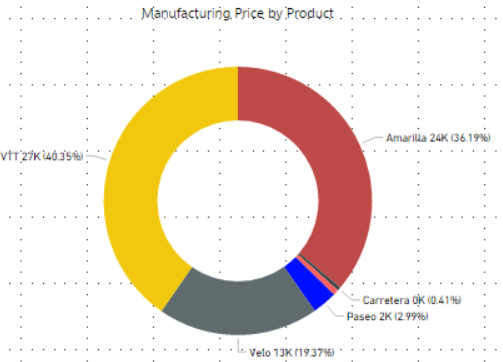 Manufacturing Price by Product
Amarilla 24K (36.19%)
VTT 27K (40.35%)
Carretera 0K (0.41%)
Paseo 2K (2.99%)
Velo 13K (19.37%)